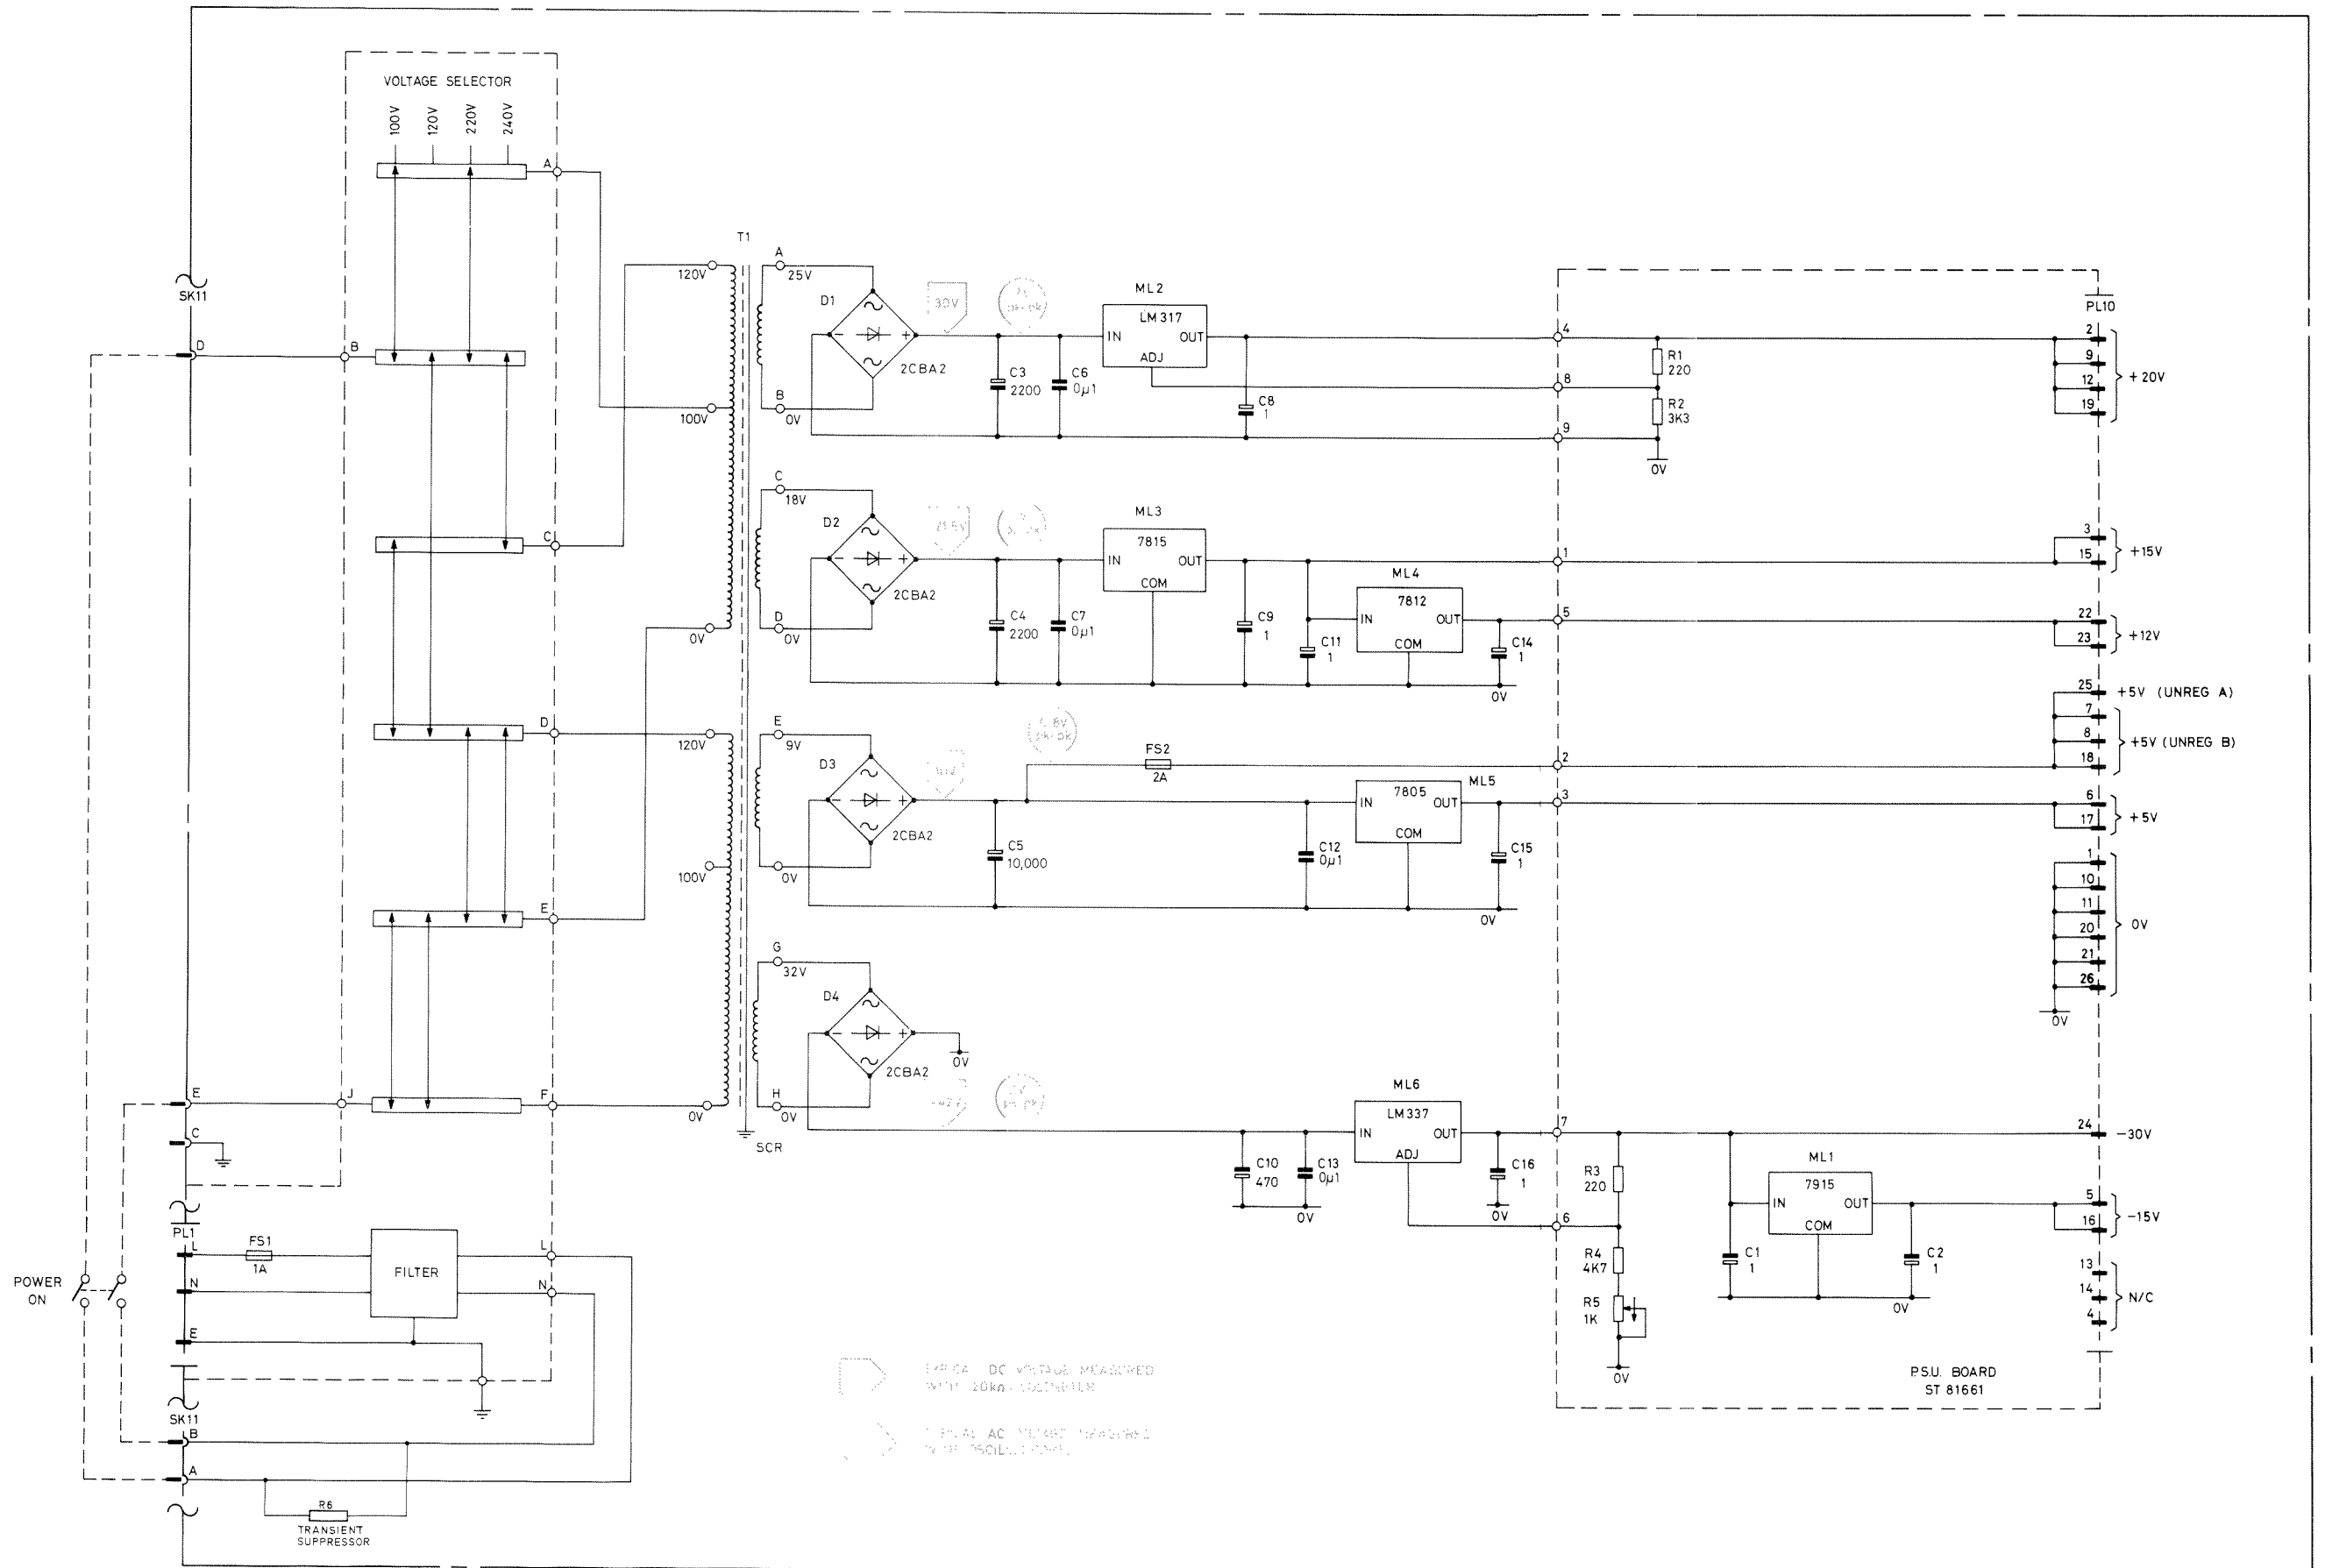 VOLTAGE SELECTOR
100V
120V
220V
240V
A
SK11
D
B
C
D
E
E
J
F
C
T1
120V
100V
0V
120V
100V
0V
SCR
A
25V
D1
2CBA2
B
0V
30V
pk-pk
C3
2200
C6
0μ1
ML2
LM317
IN
OUT
ADJ
C8
1
4
8
9
R1
220
R2
3K3
0V
PL10
2
9
12
19
+20V
C
18V
D2
2CBA2
D
0V
C4
2200
C7
0μ1
ML3
7815
IN
OUT
COM
C9
1
C11
1
ML4
7812
IN
OUT
COM
C14
1
0V
1
5
3
15
+15V
22
23
+12V
E
9V
D3
2CBA2
0V
pk-pk
C5
10,000
FS2
2A
C12
0μ1
ML5
7805
IN
OUT
COM
C15
1
0V
2
3
25
+5V (UNREG A)
7
8
18
+5V (UNREG B)
6
17
+5V
1
10
11
20
21
26
0V
0V
G
32V
D4
2CBA2
0V
H
0V
C10
470
C13
0μ1
0V
ML6
LM337
IN
OUT
ADJ
C16
1
0V
7
6
R3
220
R4
4K7
R5
1K
0V
ML1
7915
IN
OUT
COM
C1
1
C2
1
0V
24
-30V
5
16
-15V
13
14
4
N/C
P.S.U. BOARD
ST 81661
PL1
L
FS1
1A
FILTER
L
N
N
E
POWER
ON
SK11
B
A
R6
TRANSIENT
SUPPRESSOR
DC VOLTAGE MEASURED
AC